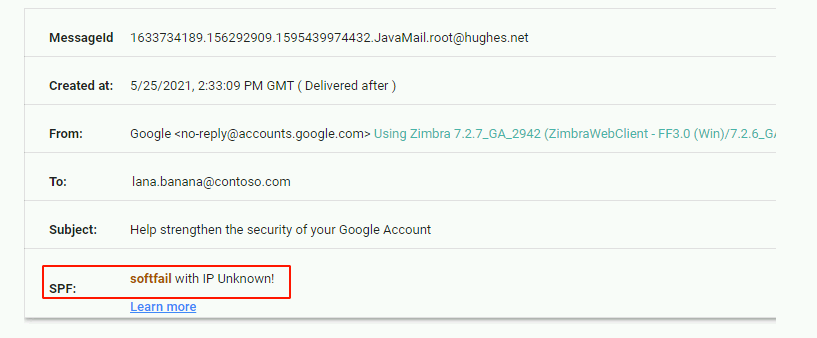 MessageId 1633734189.156292909.1595439974432.JavaMail.root@hughes.net
Created at: 5/25/2021, 2:33:09 PM GMT ( Delivered after )
From: Google <no-reply@accounts.google.com> Using Zimbra 7.2.7_GA_2942 (ZimbraWebClient - FF3.0 (Win)/7.2.6_GA
To: lana.banana@contoso.com
Subject: Help strengthen the security of your Google Account
SPF: softfail with IP Unknown!
Learn more